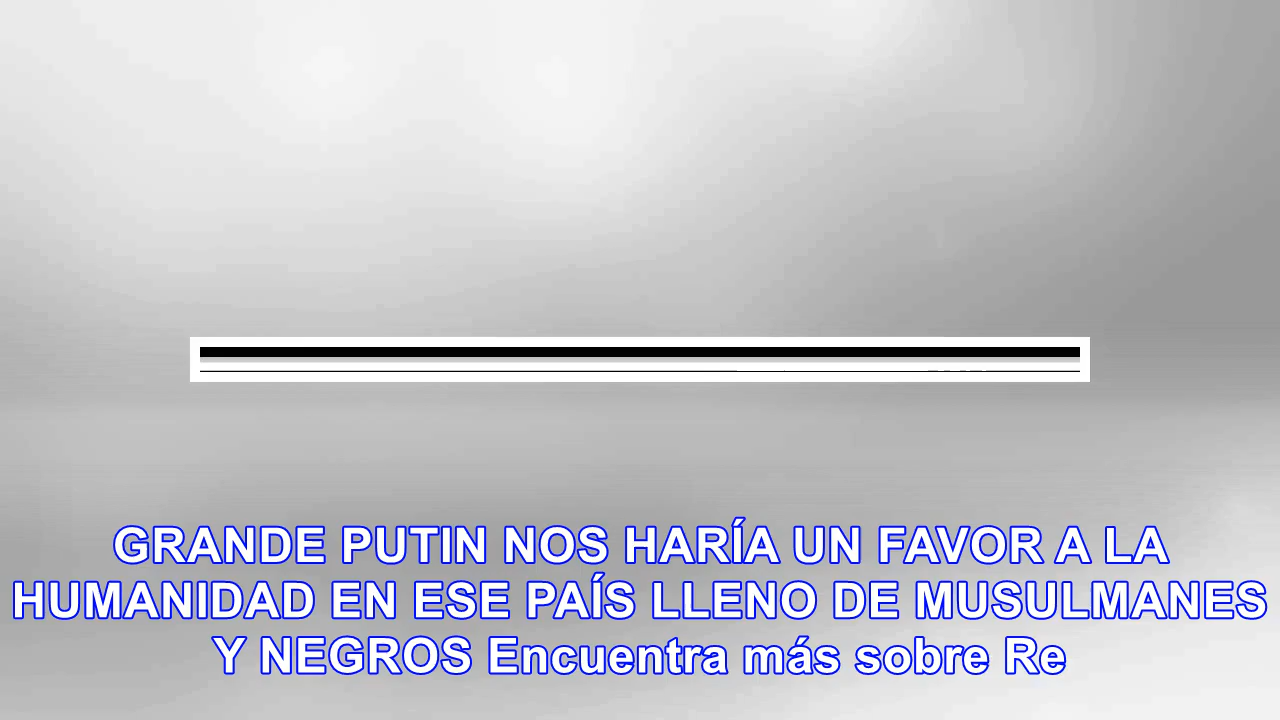 GRANDE PUTIN NOS HARÍA UN FAVOR A LA
HUMANIDAD EN ESE PAÍS LLENO DE MUSULMANES
Y NEGROS Encuentra más sobre Re